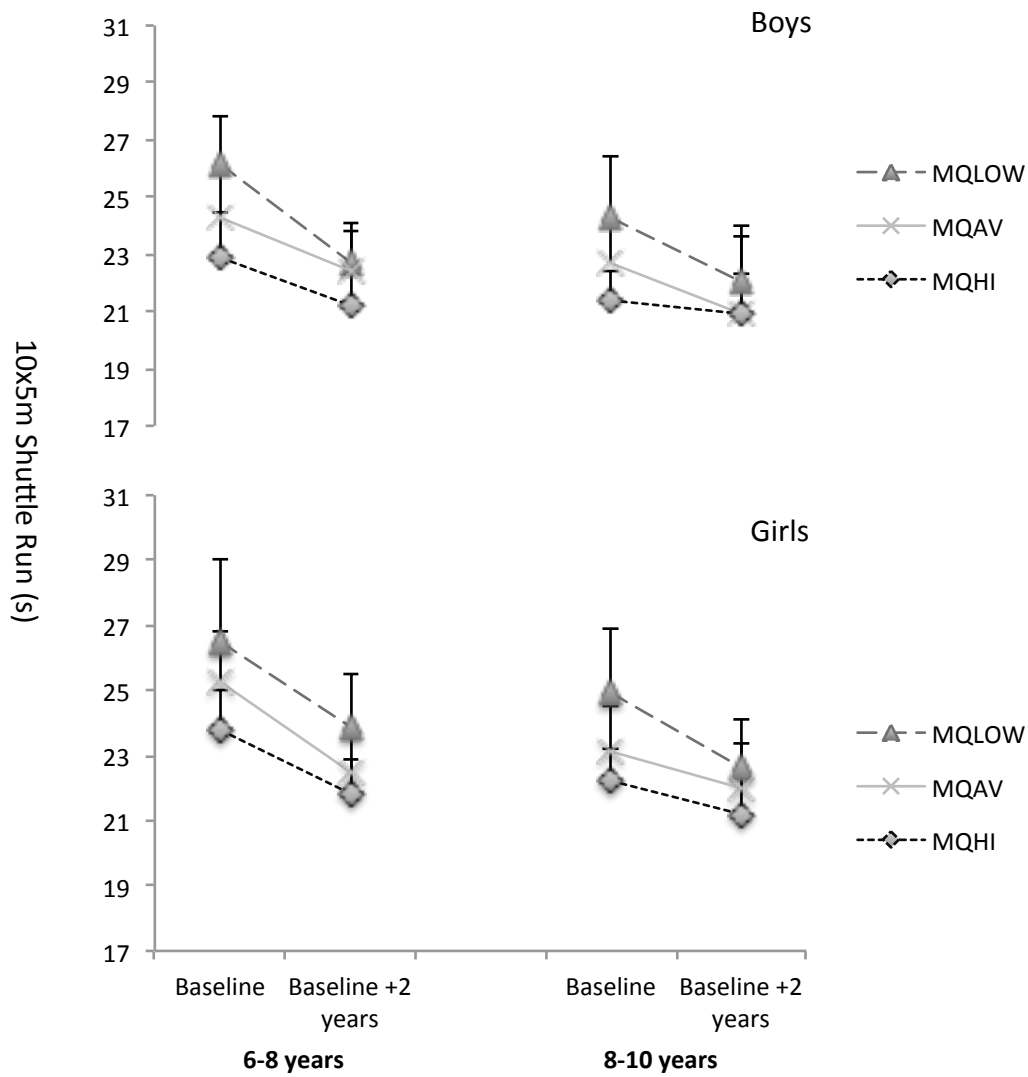 Boys
31
29
27
25
23
21
19
17
MQLOW
MQAV
MQHI
10x5m Shuttle Run (s)
Girls
31
29
27
25
23
21
19
17
MQLOW
MQAV
MQHI
Baseline
Baseline +2
years
Baseline
Baseline +2
years
6-8 years
8-10 years